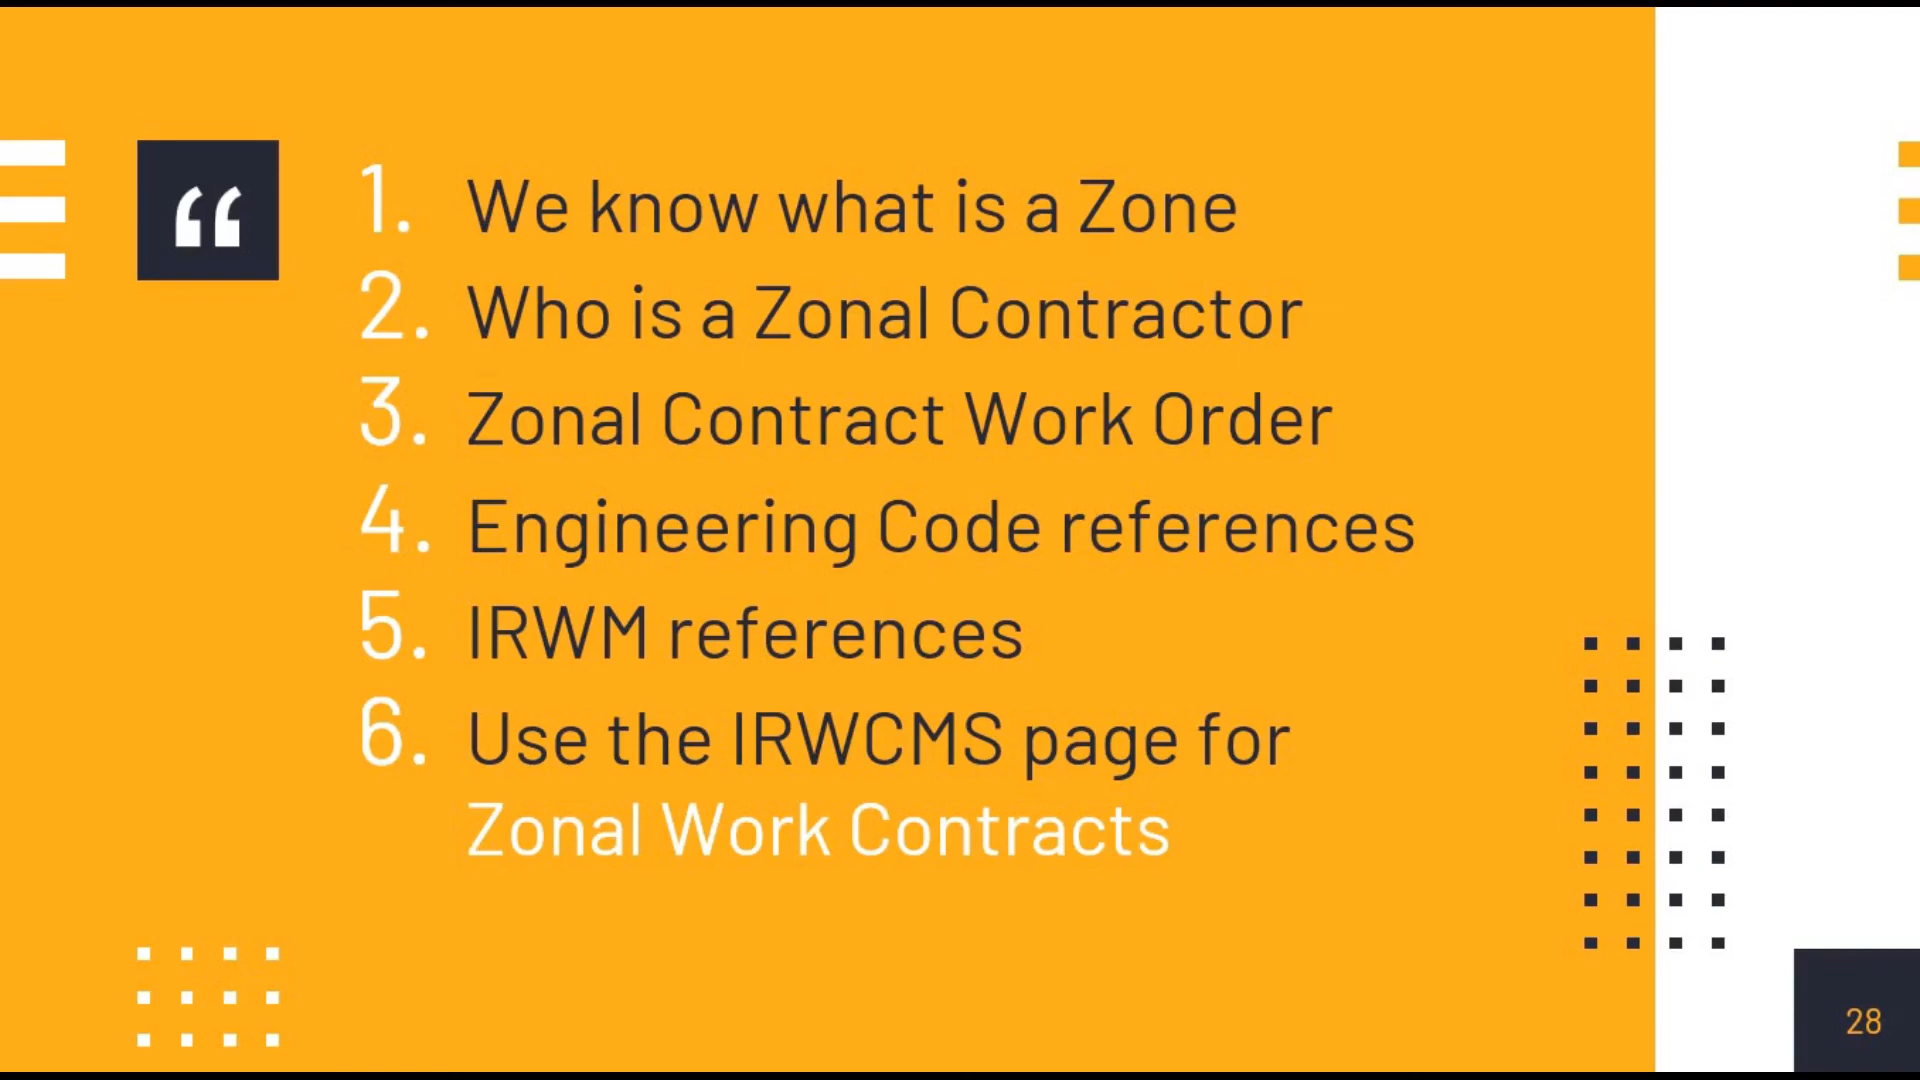 “
1. We know what is a Zone
2. Who is a Zonal Contractor
3. Zonal Contract Work Order
4. Engineering Code references
5. IRWM references
6. Use the IRWCMS page for
Zonal Work Contracts
28